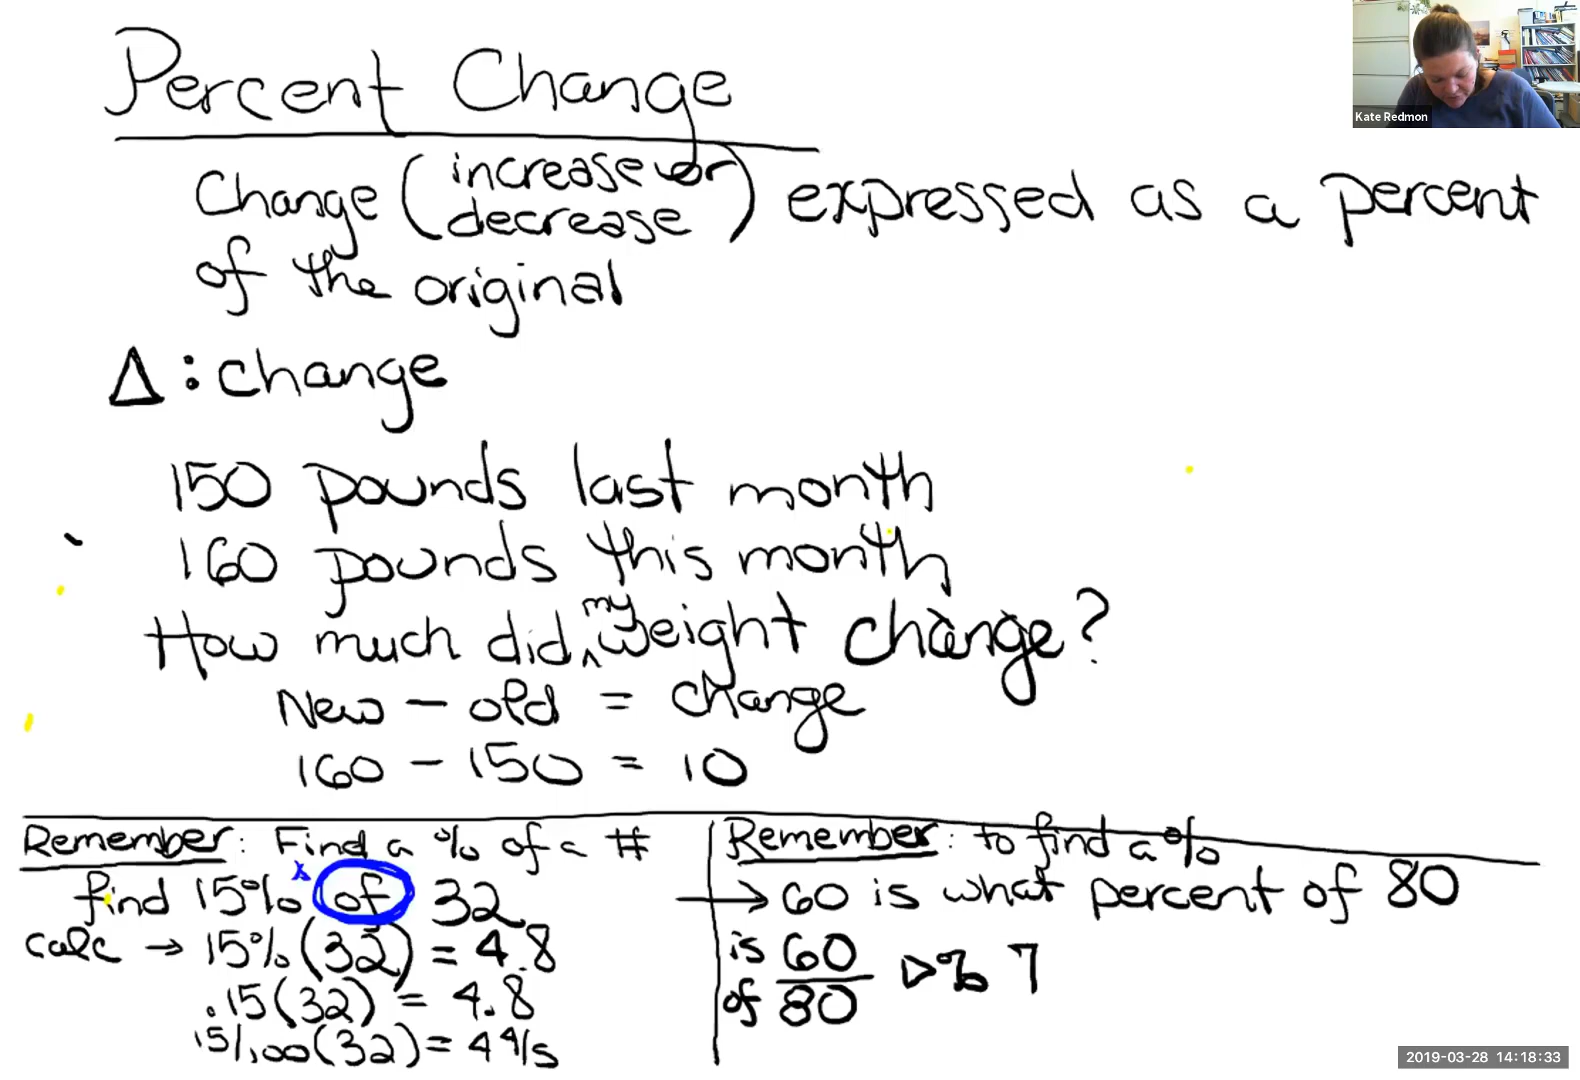 Percent Change
Change (increase or decrease) expressed as a percent
of the original
Δ : change
150 pounds last month
160 pounds this month
How much did my weight change?
New - old = change
160 - 150 = 10
Remember: Find a % of a #
find 15% of 32
calc → 15% (32) = 4.8
.15(32) = 4.8
15/100(32) = 4 4/5
Remember: to find a %
→ 60 is what percent of 80
is 60
of 80 ▷% 7
Kate Redmon
2019-03-28 14:18:33